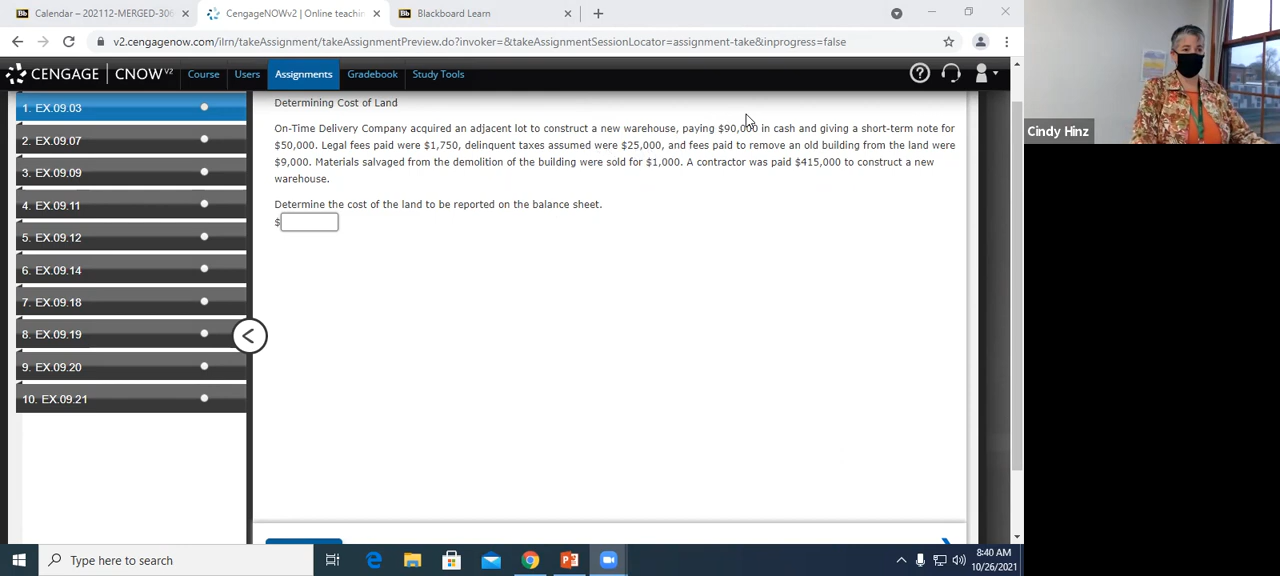 Calendar – 202112-MERGED-306
CengageNOWv2 | Online teachin
Blackboard Learn
v2.cengagenow.com/ilrn/takeAssignment/takeAssignmentPreview.do?invoker=&takeAssignmentSessionLocator=assignment-take&inprogress=false
CENGAGE | CNOWV2 Course Users Assignments Gradebook Study Tools
1. EX.09.03
2. EX.09.07
3. EX.09.09
4. EX.09.11
5. EX.09.12
6. EX.09.14
7. EX.09.18
8. EX.09.19
9. EX.09.20
10. EX.09.21
Determining Cost of Land
On-Time Delivery Company acquired an adjacent lot to construct a new warehouse, paying $90,000 in cash and giving a short-term note for
$50,000. Legal fees paid were $1,750, delinquent taxes assumed were $25,000, and fees paid to remove an old building from the land were
$9,000. Materials salvaged from the demolition of the building were sold for $1,000. A contractor was paid $415,000 to construct a new
warehouse.
Determine the cost of the land to be reported on the balance sheet.
$
Cindy Hinz
Type here to search
8:40 AM
10/26/2021